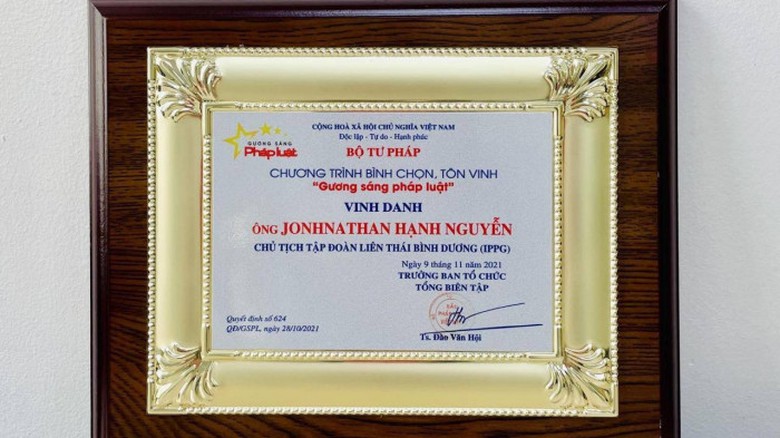 CỘNG HOÀ XÃ HỘI CHỦ NGHĨA VIỆT NAM
Độc lập - Tự do - Hạnh phúc
GƯƠNG SÁNG
Pháp luật
BỘ TƯ PHÁP
CHƯƠNG TRÌNH BÌNH CHỌN, TÔN VINH
"Gương sáng pháp luật"
VINH DANH
ÔNG JONHNATHAN HẠNH NGUYỄN
CHỦ TỊCH TẬP ĐOÀN LIÊN THÁI BÌNH DƯƠNG (IPPG)
Ngày 9 tháng 11 năm 2021
TRƯỞNG BAN TỔ CHỨC
TỔNG BIÊN TẬP
Quyết định số 624
QĐ/GSPL, ngày 28/10/2021
Ts. Đào Văn Hội